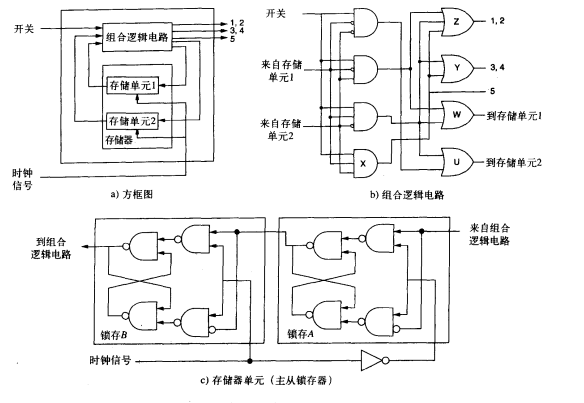 开关
组合逻辑电路
1, 2
3, 4
5
存储单元1
存储单元2
存储器
时钟
信号
a) 方框图
开关
来自存储
单元1
来自存储
单元2
X
Z
Y
W
U
1, 2
3, 4
5
到存储单元1
到存储单元2
b) 组合逻辑电路
到组合
逻辑电路
来自组合
逻辑电路
锁存B
锁存A
时钟信号
c) 存储器单元（主从锁存器）